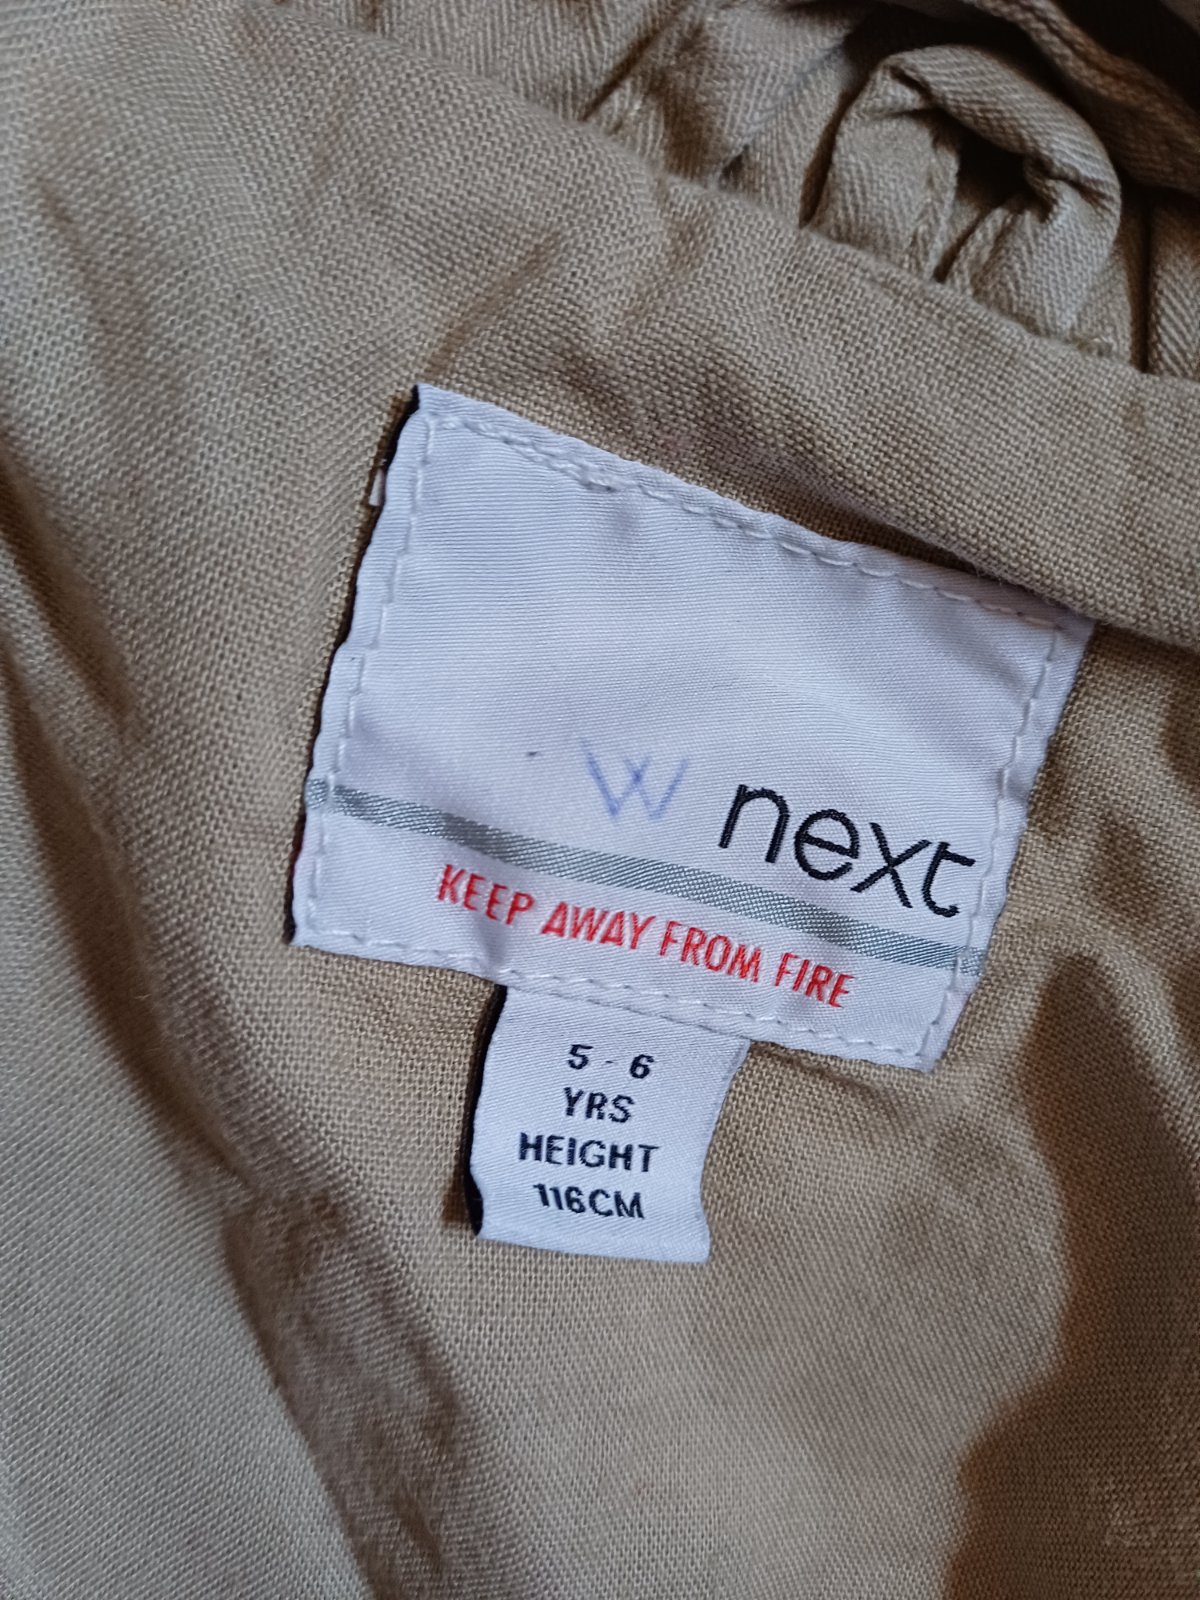 W next
KEEP AWAY FROM FIRE
5 - 6
YRS
HEIGHT
116CM